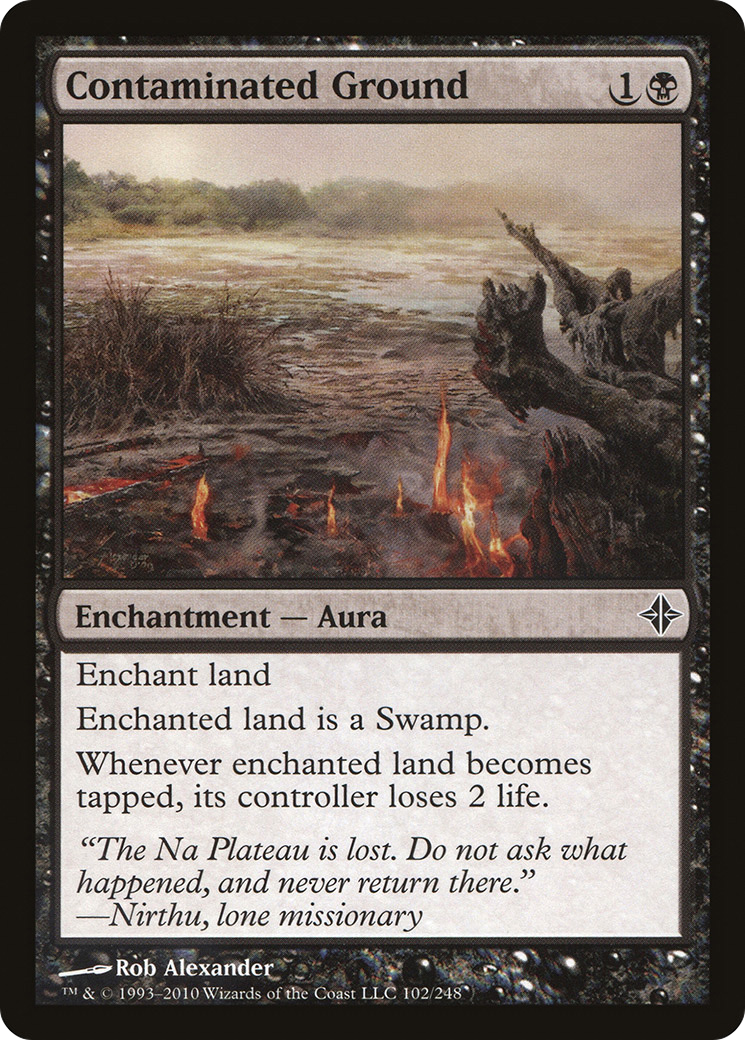 Contaminated Ground 1
Enchantment — Aura
Enchant land
Enchanted land is a Swamp.
Whenever enchanted land becomes
tapped, its controller loses 2 life.
“The Na Plateau is lost. Do not ask what
happened, and never return there.”
—Nirthu, lone missionary
Rob Alexander
™ & © 1993–2010 Wizards of the Coast LLC 102/248